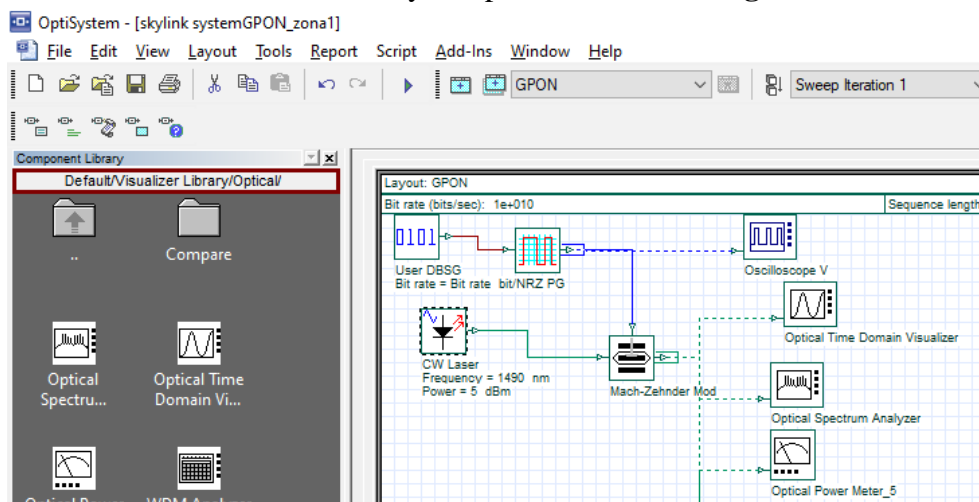 OptiSystem - [skylink systemGPON_zona1]
File Edit View Layout Tools Report Script Add-Ins Window Help
GPON
Sweep Iteration 1
Component Library
Default/Visualizer Library/Optical/
..
Compare
Optical
Spectru...
Optical Time
Domain Vi...
WDM Analyzer
Layout: GPON
Bit rate (bits/sec): 1e+010
Sequence length
0101
User DBSG
Bit rate = Bit rate bit/NRZ PG
Oscilloscope V
Optical Time Domain Visualizer
CW Laser
Frequency = 1490 nm
Power = 5 dBm
Mach-Zehnder Mod
Optical Spectrum Analyzer
Optical Power Meter_5